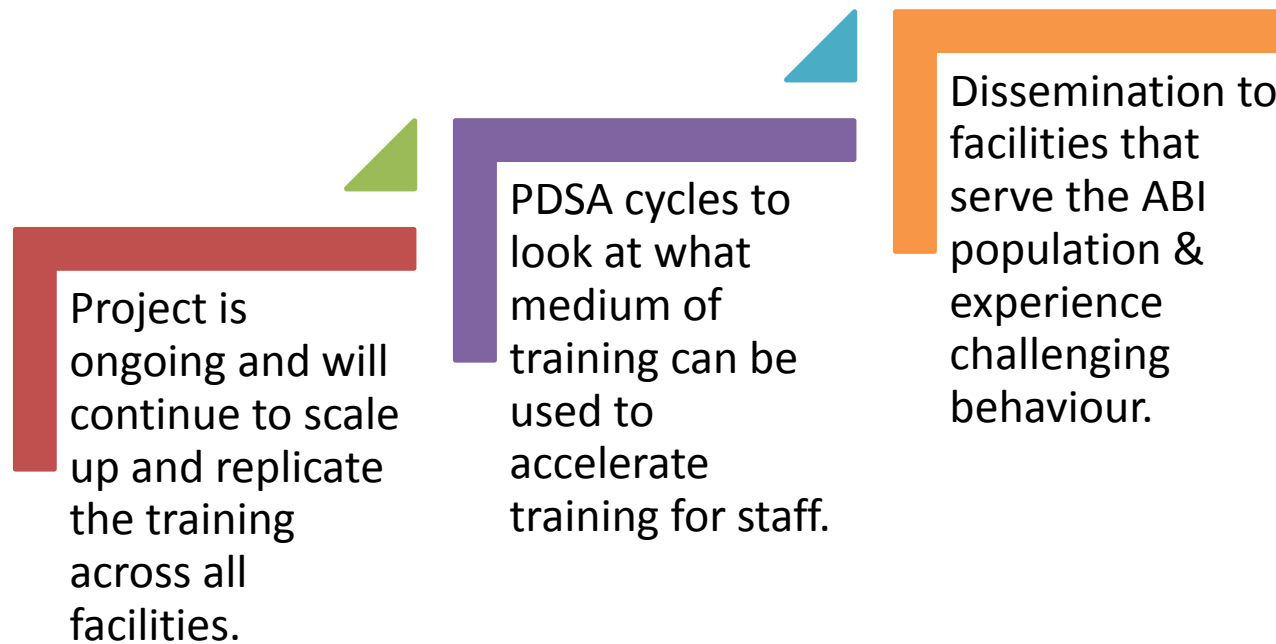 Project is
ongoing and will
continue to scale
up and replicate
the training
across all
facilities.
PDSA cycles to
look at what
medium of
training can be
used to
accelerate
training for staff.
Dissemination to
facilities that
serve the ABI
population &
experience
challenging
behaviour.